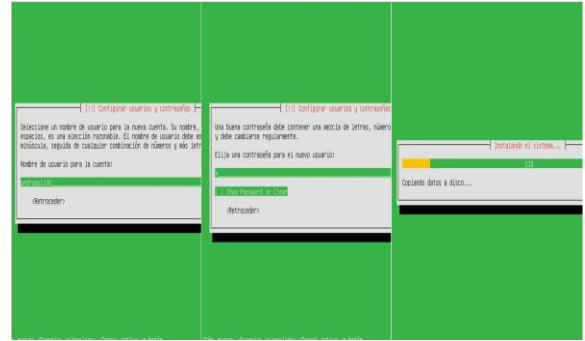 [!!] Configurar usuarios y contraseñas
Seleccione un nombre de usuario para la nueva cuenta. Su nombre,
espacios, es una elección razonable. El nombre de usuario debe em
minúscula, seguida de cualquier combinación de números y más letr
Nombre de usuario para la cuenta:
<Retroceder>
[!!] Configurar usuarios y contraseñas
Una buena contraseña debe contener una mezcla de letras, número
y debe cambiarse regularmente.
Elija una contraseña para el nuevo usuario:
[ ] Show Password in Clear
<Retroceder>
Instalando el sistema...
11%
Copiando datos a disco...